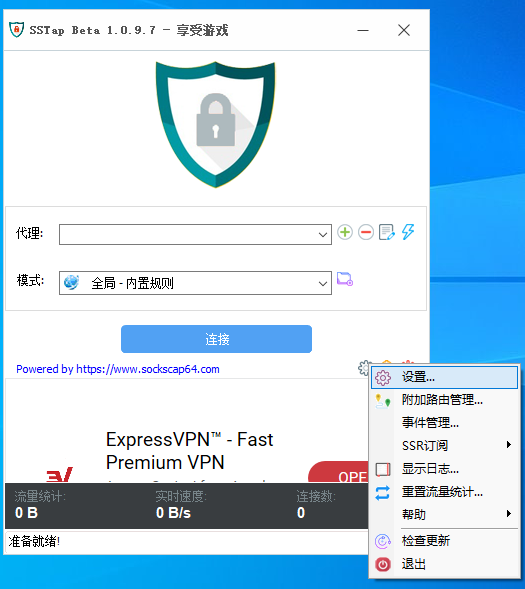 SSTap Beta 1.0.9.7 - 享受游戏
代理:
模式:
全局 - 内置规则
连接
Powered by https://www.sockscap64.com
ExpressVPN™ - Fast
Premium VPN
OPE
流量统计:
实时速度:
连接数:
0 B
0 B/s
0
准备就绪!
设置...
附加路由管理...
事件管理...
SSR订阅
显示日志...
重置流量统计...
帮助
检查更新
退出